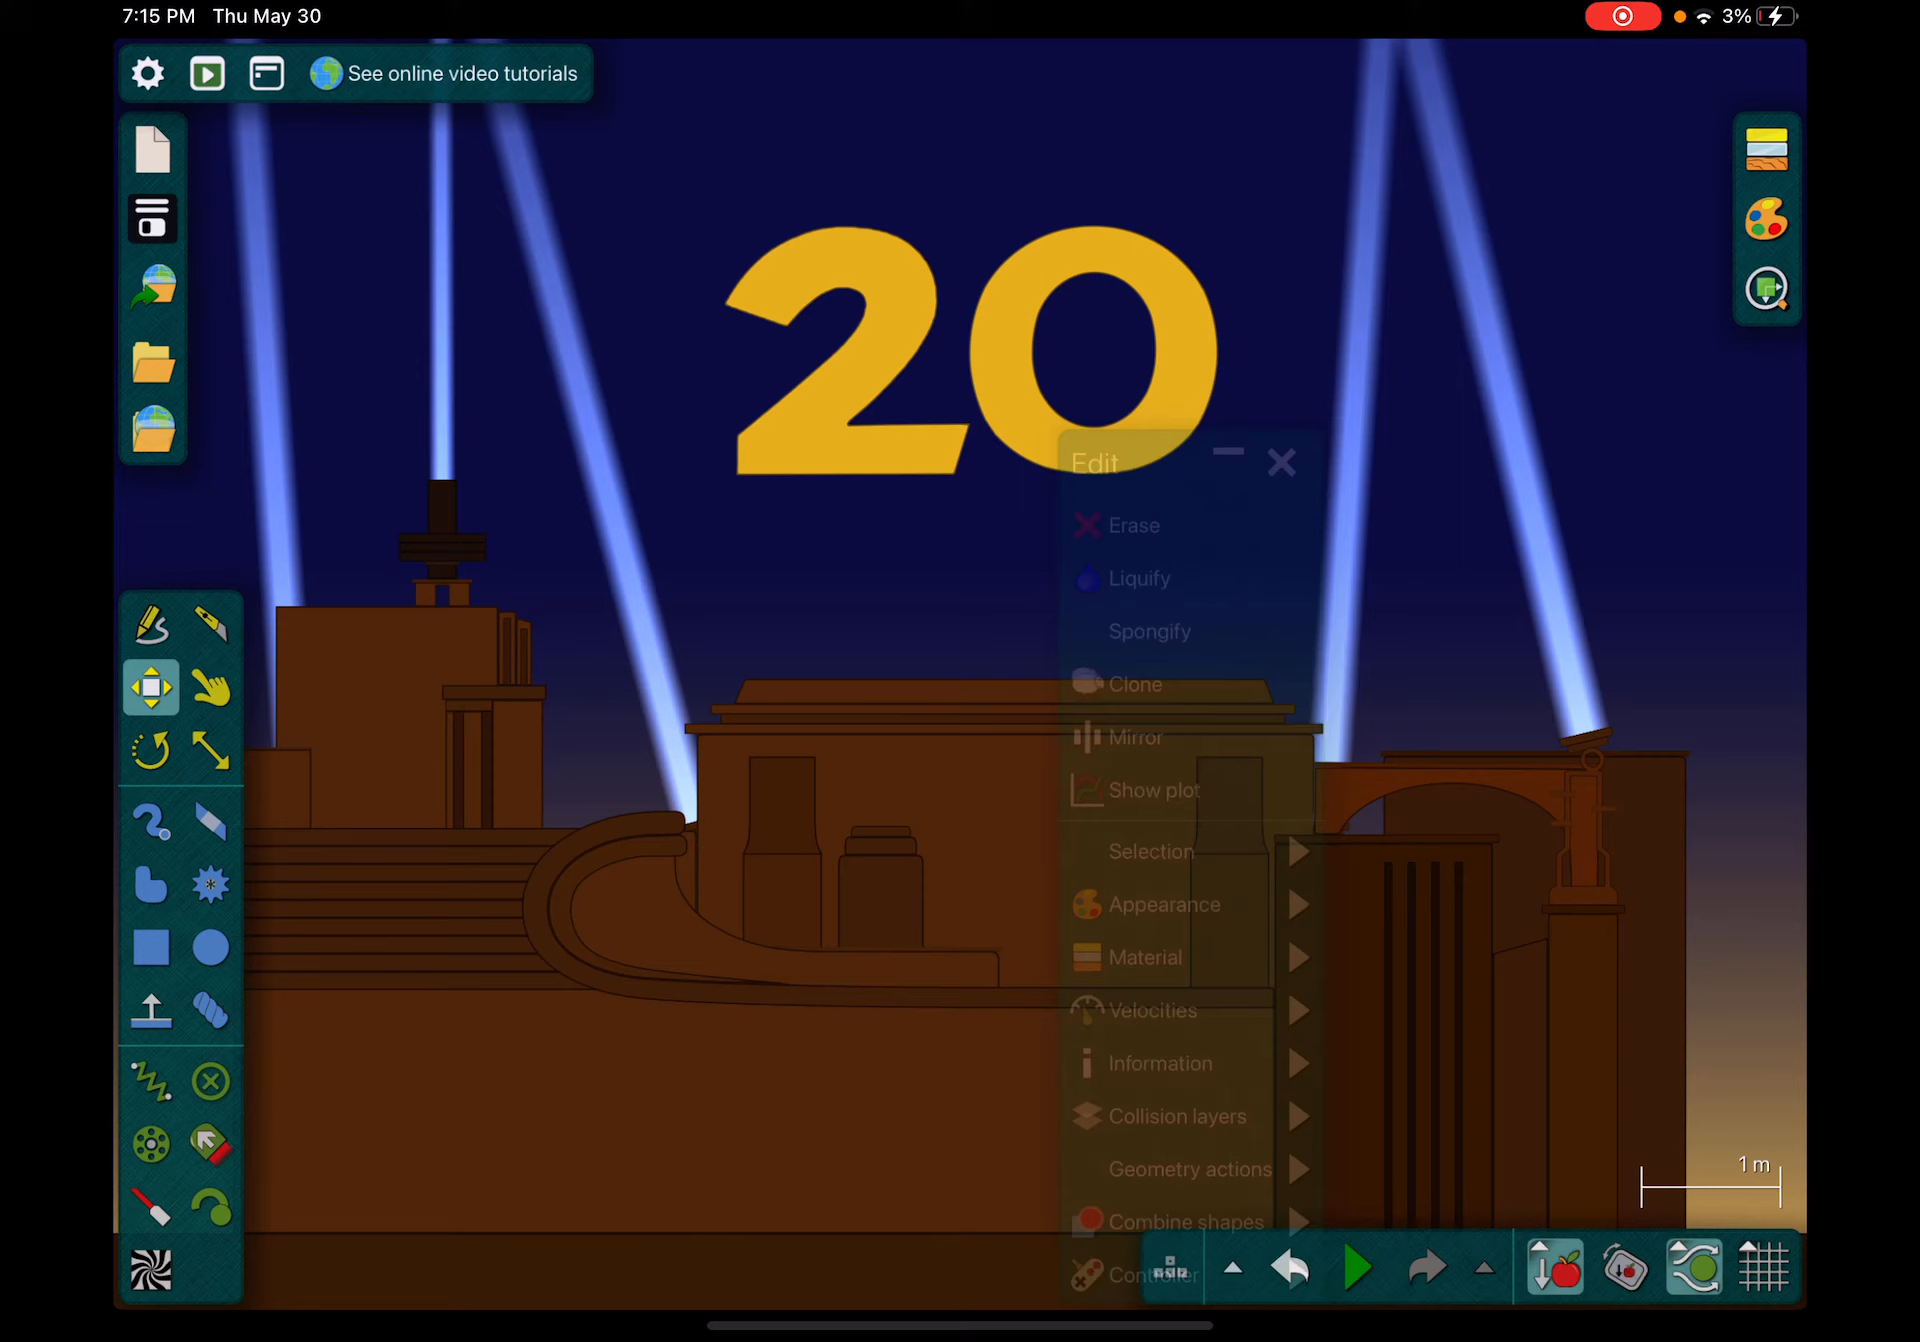 7:15 PM Thu May 30
3%
See online video tutorials
20
Edit
Erase
Liquify
Spongify
Clone
Mirror
Show plot
Selection
Appearance
Material
Velocities
Information
Collision layers
Geometry actions
Combine shapes
Controller
1 m